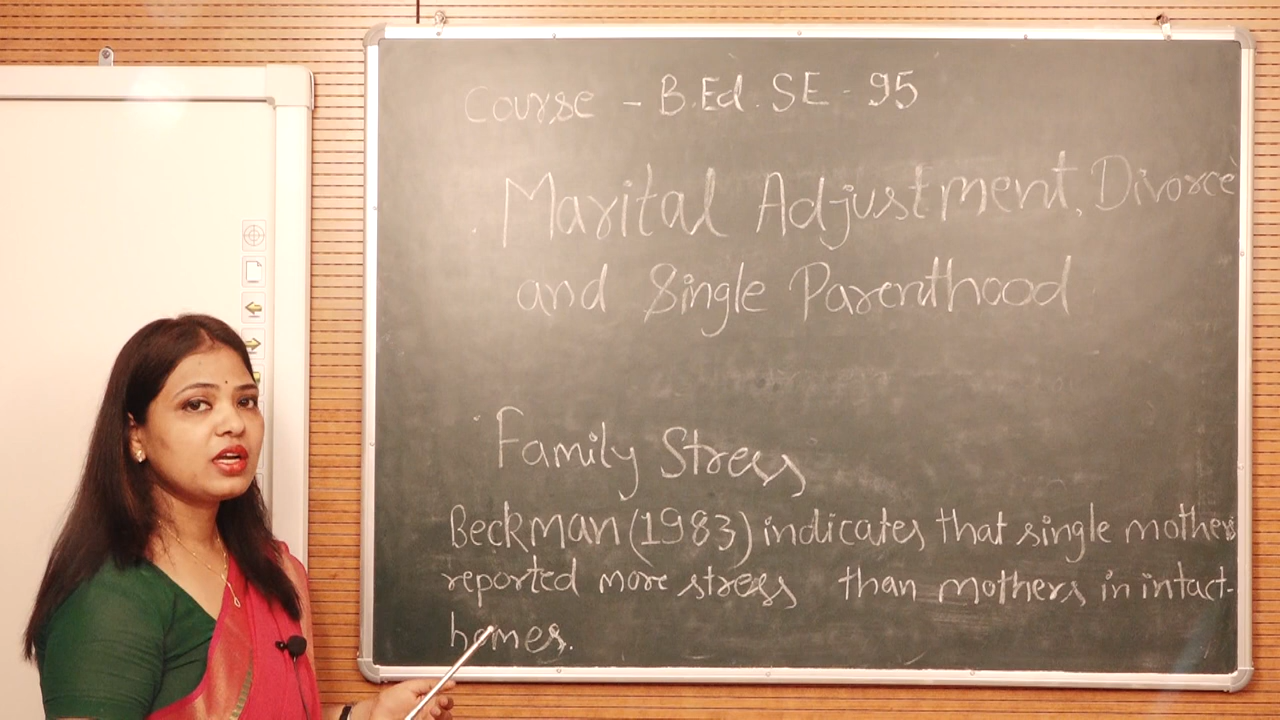 Course - B.Ed. SE - 95
Marital Adjustment, Divorce
and Single Parenthood
Family Stress
Beckman (1983) indicates that single mothers
reported more stress than mothers in intact-
homes.